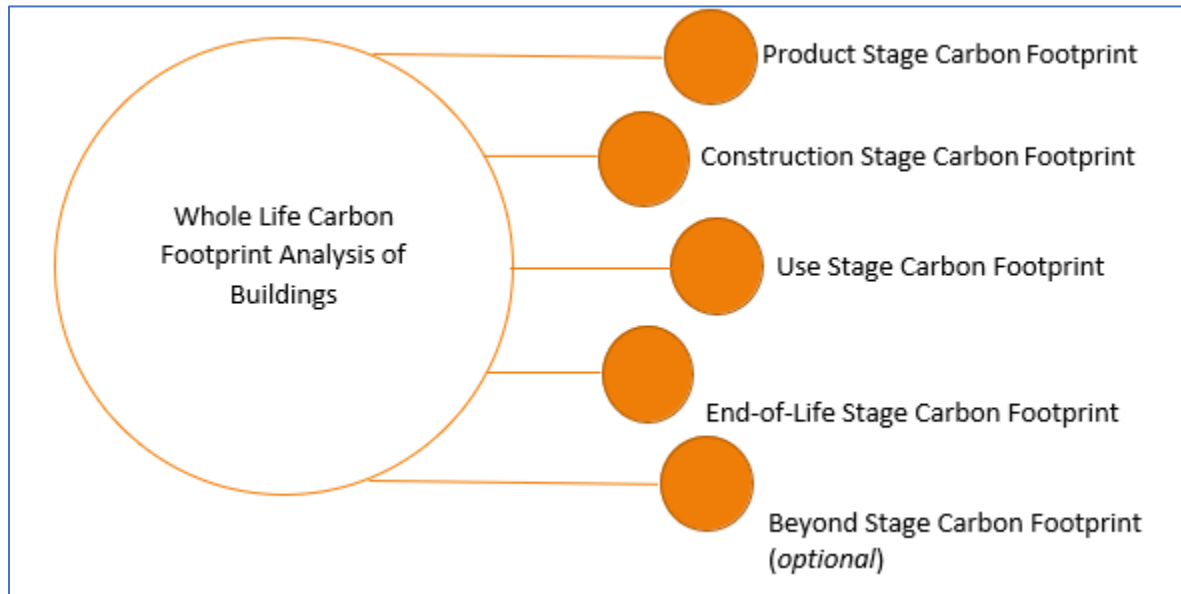 Whole Life Carbon
Footprint Analysis of
Buildings
Product Stage Carbon Footprint
Construction Stage Carbon Footprint
Use Stage Carbon Footprint
End-of-Life Stage Carbon Footprint
Beyond Stage Carbon Footprint
(optional)